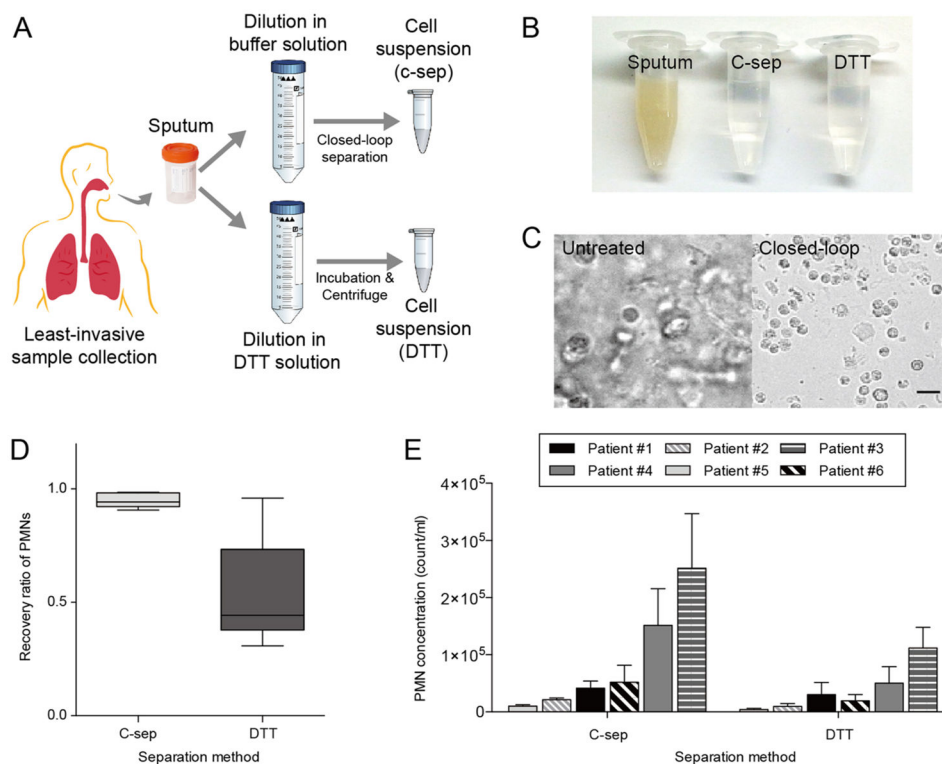 A
Dilution in
buffer solution
Cell
suspension
(c-sep)
Sputum
Closed-loop
separation
Incubation &
Centrifuge
Least-invasive
sample collection
Dilution in
DTT solution
Cell
suspension
(DTT)
B
Sputum
C-sep
DTT
C
Untreated
Closed-loop
D
Recovery ratio of PMNs
1.0
0.5
0.0
C-sep
DTT
Separation method
E
Patient #1
Patient #2
Patient #3
Patient #4
Patient #5
Patient #6
PMN concentration (count/ml)
4×10⁵
3×10⁵
2×10⁵
1×10⁵
0
C-sep
DTT
Separation method